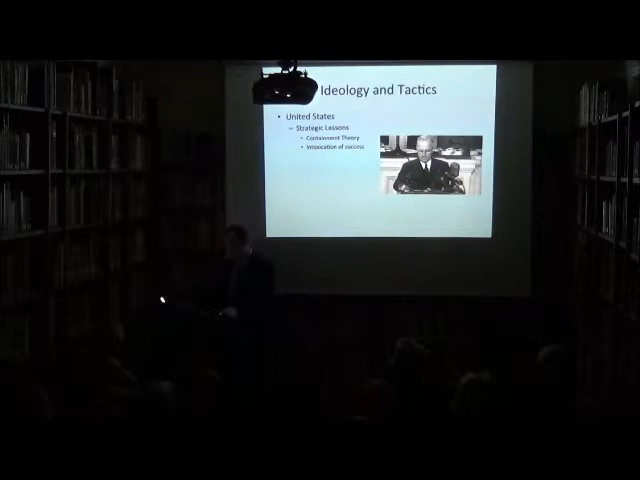 Ideology and Tactics
• United States
– Strategic Lessons
• Containment Theory
• Intoxication of success